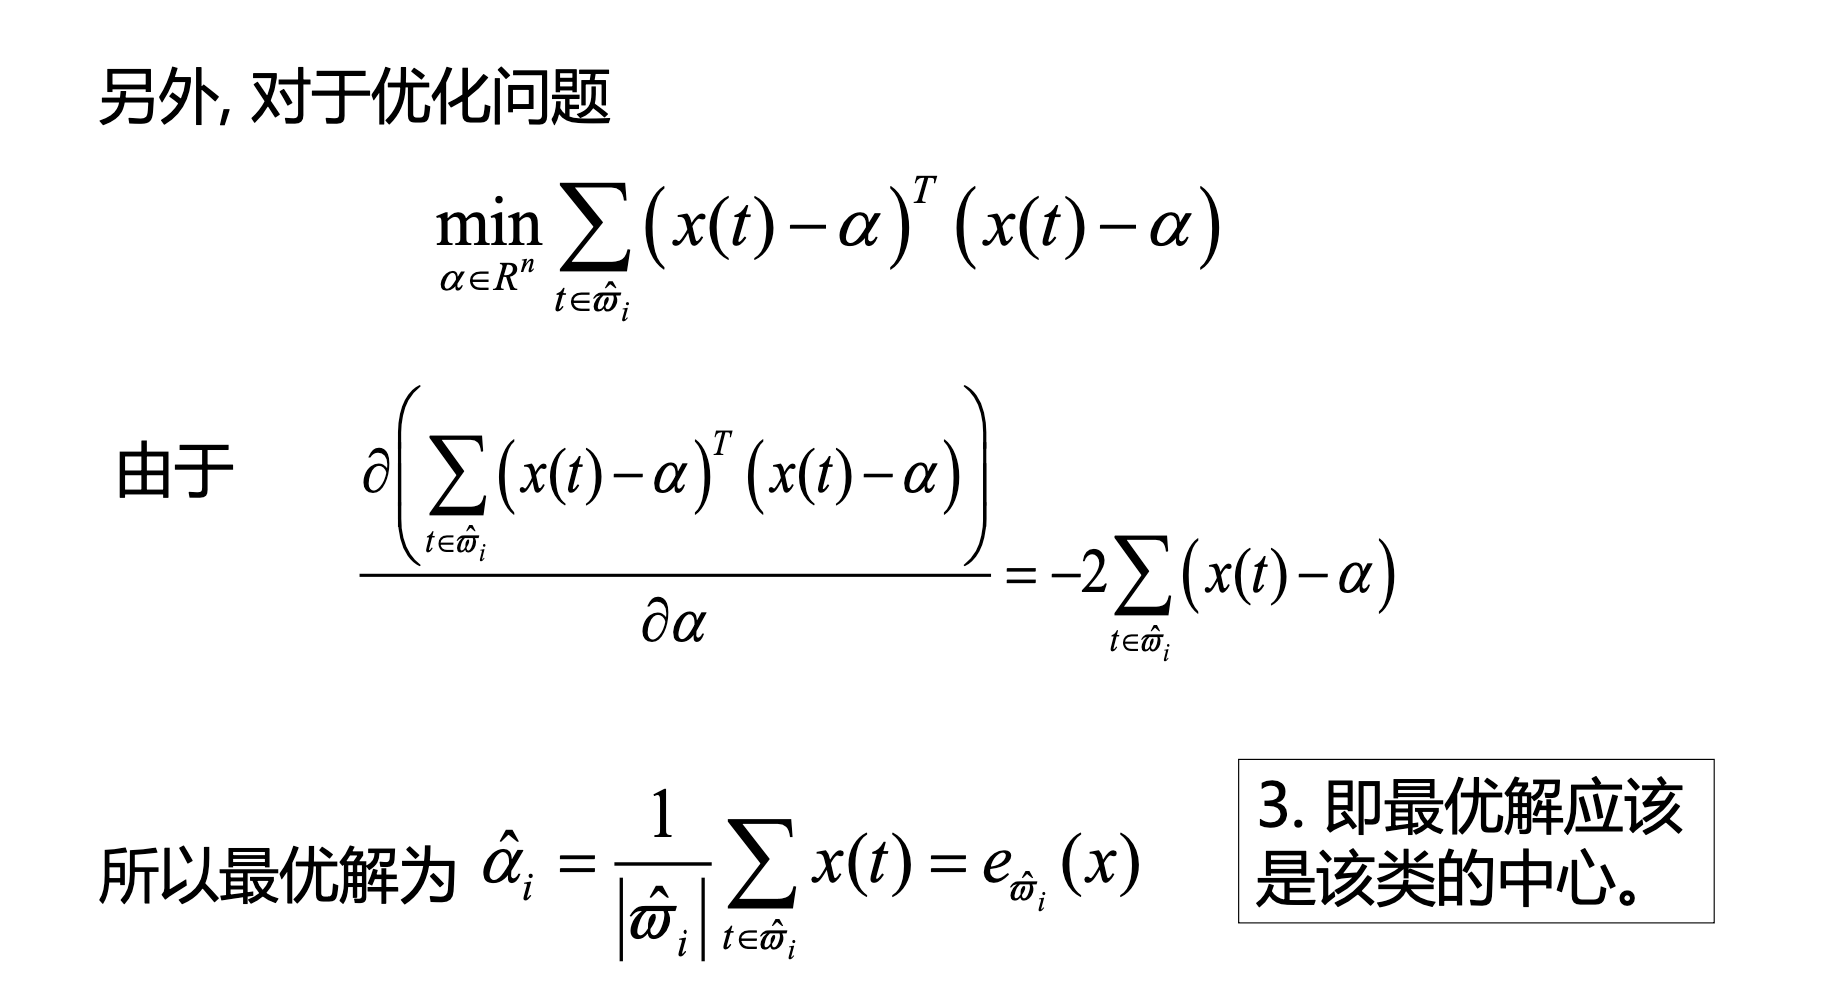 另外, 对于优化问题
$$\min_{\alpha \in R^n} \sum_{t \in \hat{\varpi}_i} \left( x(t) - \alpha \right)^T \left( x(t) - \alpha \right)$$
由于 $$\frac{\partial \left( \sum_{t \in \hat{\varpi}_i} \left( x(t) - \alpha \right)^T \left( x(t) - \alpha \right) \right)}{\partial \alpha} = -2 \sum_{t \in \hat{\varpi}_i} \left( x(t) - \alpha \right)$$
所以最优解为 $$\hat{\alpha}_i = \frac{1}{\left| \hat{\varpi}_i \right|} \sum_{t \in \hat{\varpi}_i} x(t) = e_{\hat{\varpi}_i}(x)$$
3. 即最优解应该
是该类的中心。